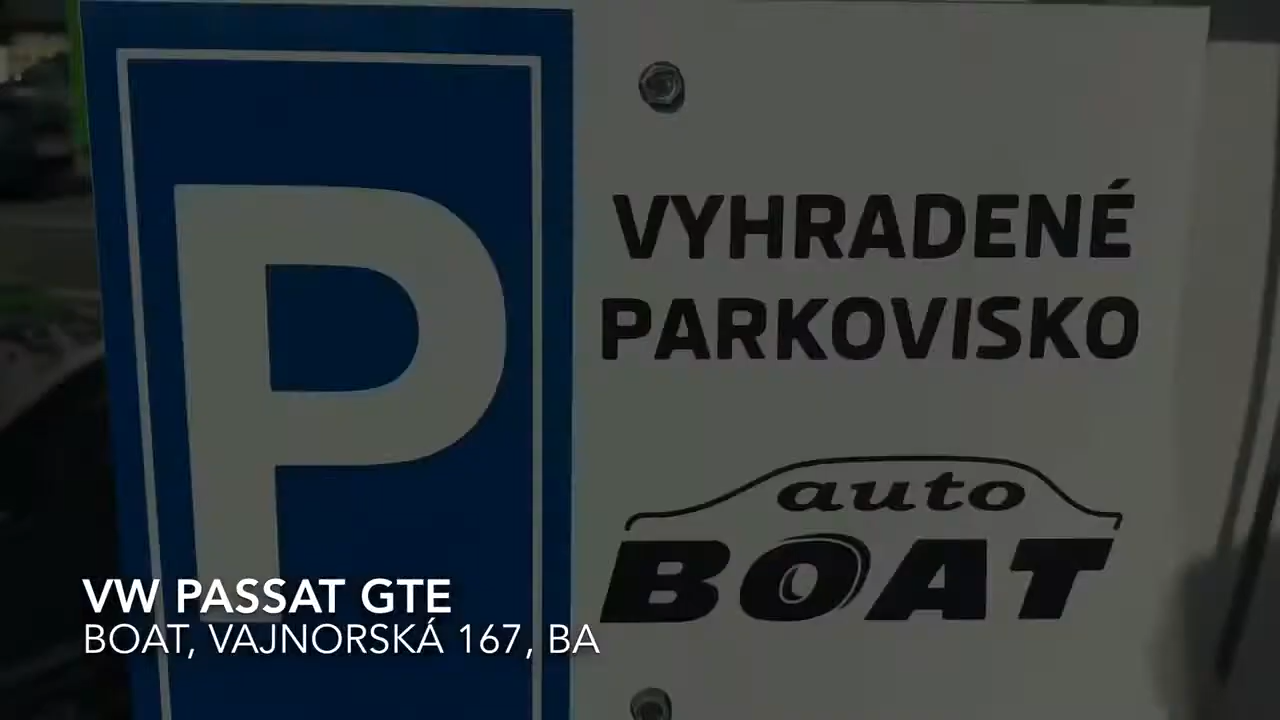 P
VYHRADENÉ
PARKOVISKO
auto
BOAT
VW PASSAT GTE
BOAT, VAJNORSKÁ 167, BA